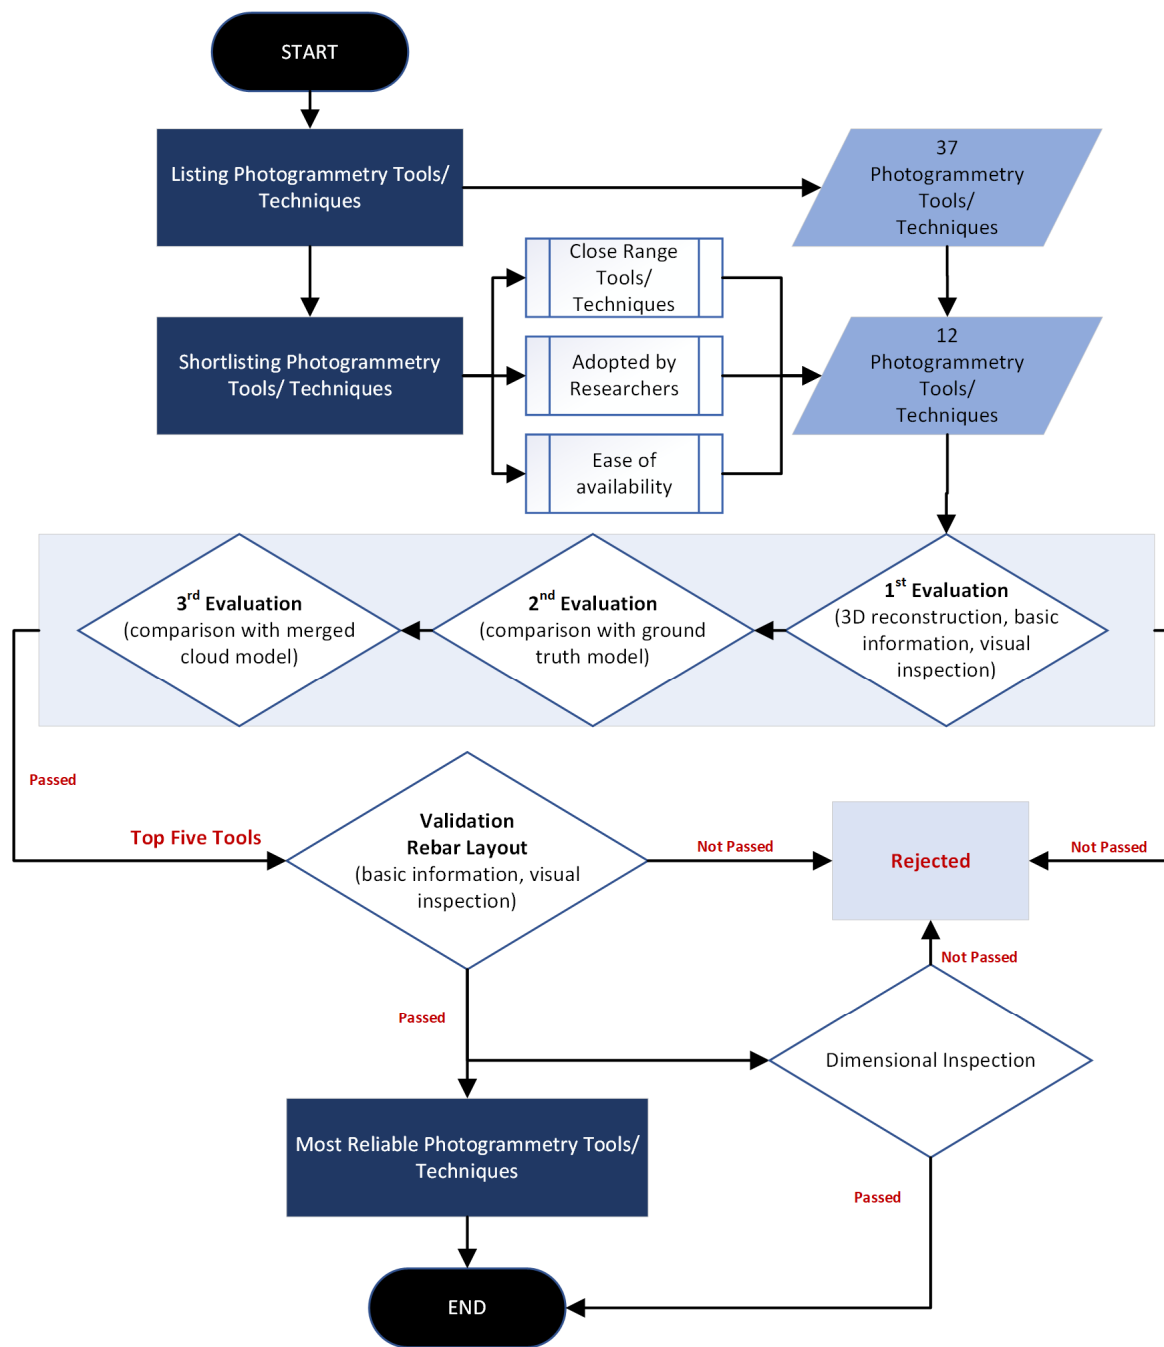 START
Listing Photogrammetry Tools/
Techniques
37
Photogrammetry
Tools/
Techniques
Close Range
Tools/
Techniques
Shortlisting Photogrammetry
Tools/ Techniques
Adopted by
Researchers
12
Photogrammetry
Tools/
Techniques
Ease of
availability
3rd Evaluation
(comparison with merged
cloud model)
2nd Evaluation
(comparison with ground
truth model)
1st Evaluation
(3D reconstruction, basic
information, visual
inspection)
Passed
Top Five Tools
Validation
Rebar Layout
(basic information, visual
inspection)
Not Passed
Rejected
Not Passed
Not Passed
Passed
Dimensional Inspection
Most Reliable Photogrammetry Tools/
Techniques
Passed
END